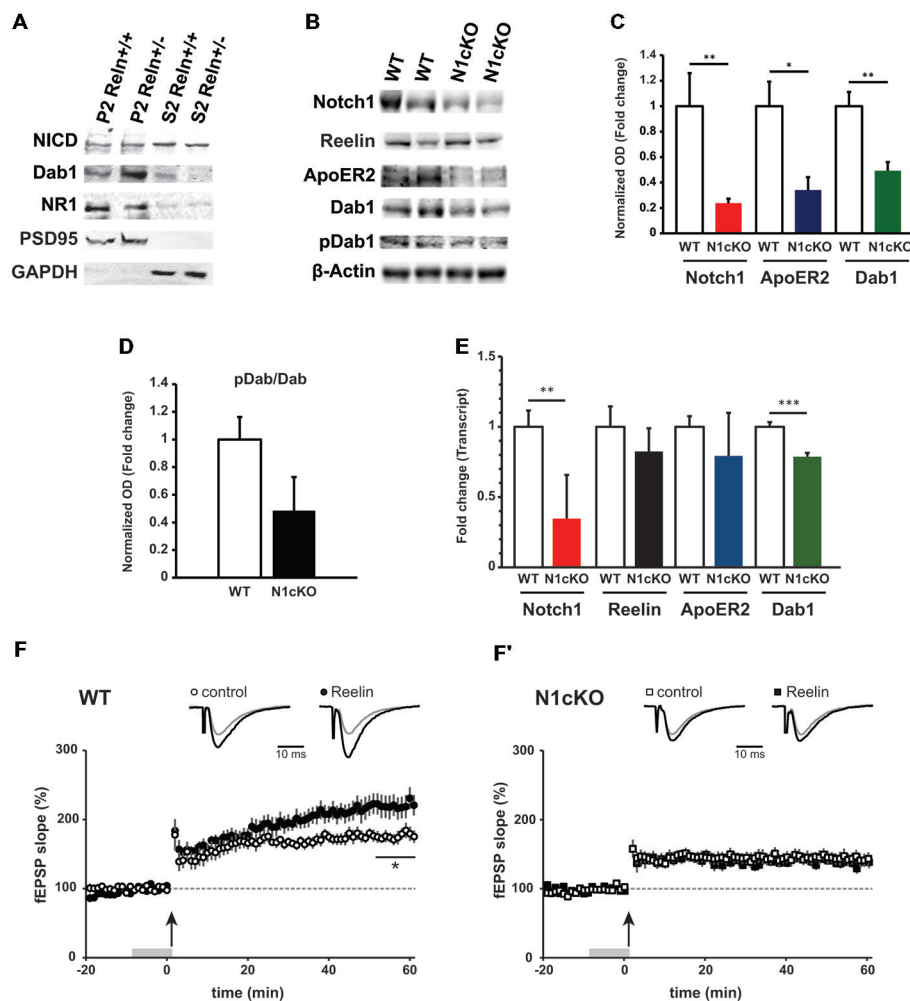 A
P2 Reln+/+
P2 Reln+/-
S2 Reln+/+
S2 Reln+/-
NICD
Dab1
NR1
PSD95
GAPDH
B
WT
WT
N1cKO
N1cKO
Notch1
Reelin
ApoER2
Dab1
pDab1
β-Actin
C
Normalized OD (Fold change)
1.4
1.2
1
0.8
0.6
0.4
0.2
0
**
*
**
WT N1cKO WT N1cKO WT N1cKO
Notch1 ApoER2 Dab1
D
pDab/Dab
Normalized OD (Fold change)
1.4
1.2
1
0.8
0.6
0.4
0.2
0
WT N1cKO
E
Fold change (Transcript)
1.5
1
0.5
0
**
***
WT N1cKO WT N1cKO WT N1cKO WT N1cKO
Notch1 Reelin ApoER2 Dab1
F
WT
control Reelin
10 ms
fEPSP slope (%)
300
200
100
0
*
-20 0 20 40 60
time (min)
F'
N1cKO
control Reelin
10 ms
fEPSP slope (%)
300
200
100
0
-20 0 20 40 60
time (min)